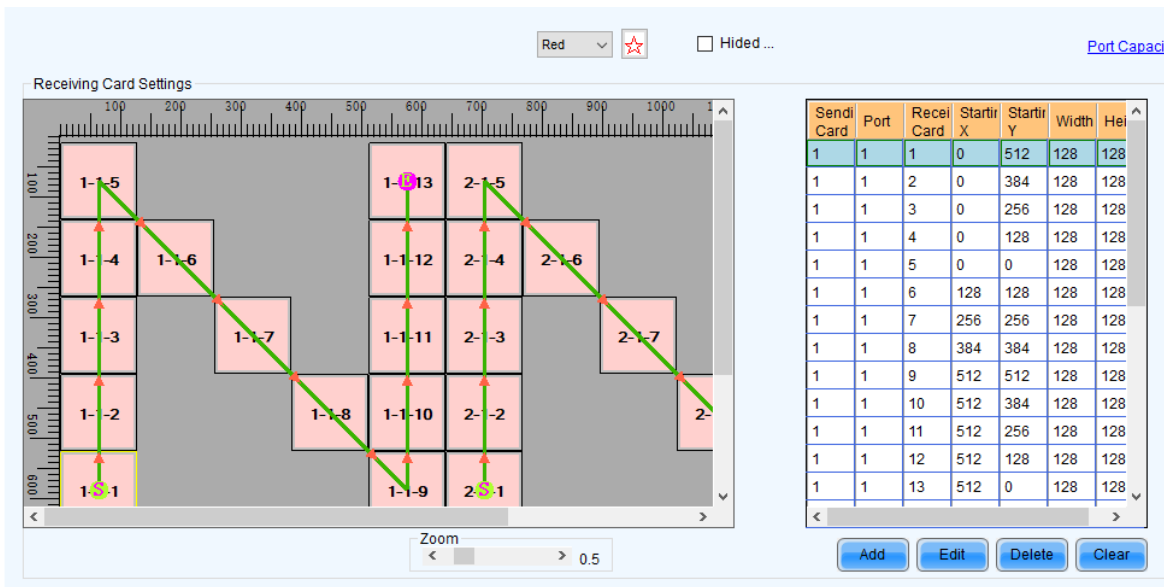 Red
Hided ...
Port Capaci
Receiving Card Settings
100 200 300 400 500 600 700 800 900 1000 1
100
200
300
400
500
600
1-1-5 1-1-13 2-1-5
1-1-4 1-1-6 1-1-12 2-1-4 2-1-6
1-1-3 1-1-7 1-1-11 2-1-3 2-1-7
1-1-2 1-1-8 1-1-10 2-1-2 2-
1-S-1 1-1-9 2-S-1
Zoom
0.5
Sendi Card Port Recei Card Startir X Startir Y Width Hei
1 1 1 0 512 128 128
1 1 2 0 384 128 128
1 1 3 0 256 128 128
1 1 4 0 128 128 128
1 1 5 0 0 128 128
1 1 6 128 128 128 128
1 1 7 256 256 128 128
1 1 8 384 384 128 128
1 1 9 512 512 128 128
1 1 10 512 384 128 128
1 1 11 512 256 128 128
1 1 12 512 128 128 128
1 1 13 512 0 128 128
Add Edit Delete Clear